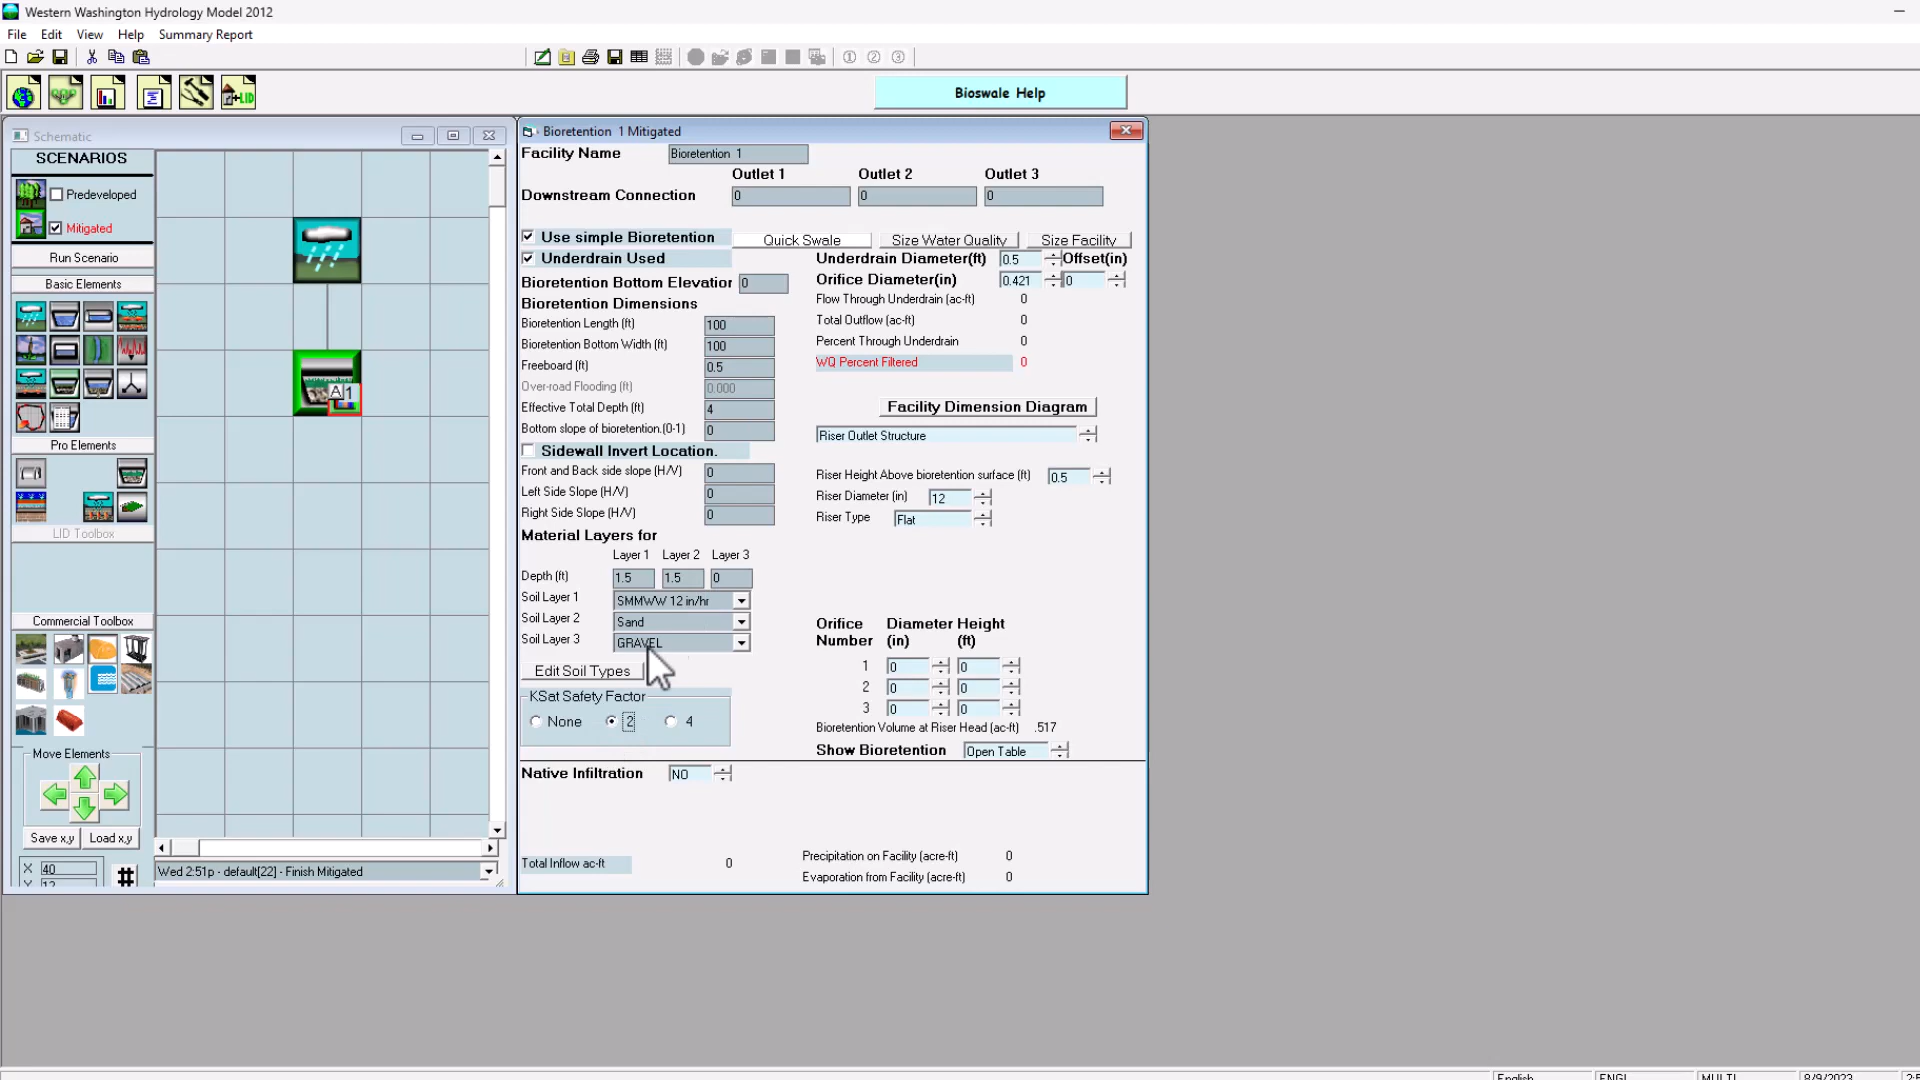 Western Washington Hydrology Model 2012
File Edit View Help Summary Report
Bioswale Help
Schematic
SCENARIOS
Predeveloped
Mitigated
Run Scenario
Basic Elements
Pro Elements
LID Toolbox
Commercial Toolbox
Move Elements
Save x,y Load x,y
X 40
Y 12
#
A 1
Wed 2:51p - default[22] - Finish Mitigated
Bioretention 1 Mitigated
Facility Name Bioretention 1
Outlet 1 Outlet 2 Outlet 3
Downstream Connection 0 0 0
Use simple Bioretention Quick Swale Size Water Quality Size Facility
Underdrain Used Underdrain Diameter(ft) 0.5 Offset(in)
Orifice Diameter(in) 0.421 0
Bioretention Bottom Elevation 0
Flow Through Underdrain (ac-ft) 0
Bioretention Dimensions
Total Outflow (ac-ft) 0
Bioretention Length (ft) 100
Percent Through Underdrain 0
Bioretention Bottom Width (ft) 100
WQ Percent Filtered 0
Freeboard (ft) 0.5
Over-road Flooding (ft) 0.000
Effective Total Depth (ft) 4
Facility Dimension Diagram
Bottom slope of bioretention.(0-1) 0
Riser Outlet Structure
Sidewall Invert Location.
Front and Back side slope (H/V) 0
Riser Height Above bioretention surface (ft) 0.5
Left Side Slope (H/V) 0
Riser Diameter (in) 12
Right Side Slope (H/V) 0
Riser Type Flat
Material Layers for
Layer 1 Layer 2 Layer 3
Depth (ft) 1.5 1.5 0
Soil Layer 1 SMMWW 12 in/hr
Soil Layer 2 Sand
Soil Layer 3 GRAVEL
Edit Soil Types
KSat Safety Factor
None 2 4
Orifice Diameter Height
Number (in) (ft)
1 0 0
2 0 0
3 0 0
Bioretention Volume at Riser Head (ac-ft) .517
Show Bioretention Open Table
Native Infiltration NO
Total Inflow ac-ft 0
Precipitation on Facility (acre-ft) 0
Evaporation from Facility (acre-ft) 0
English ENGL MULTI 8/9/2023